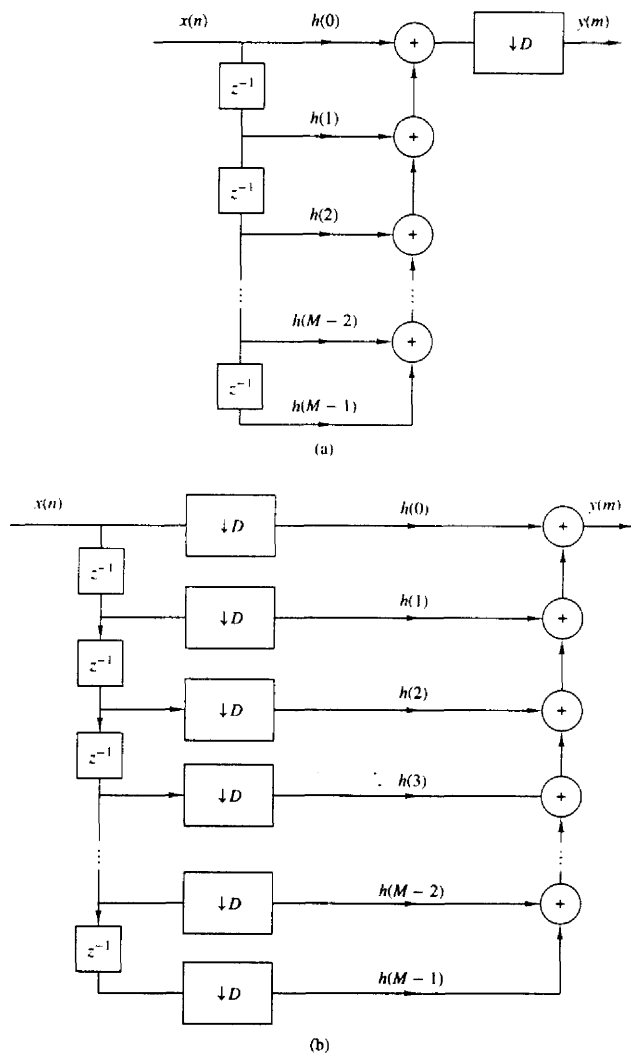 x(n) h(0) + ↓D y(m)
z⁻¹
h(1) +
z⁻¹
h(2) +
h(M − 2) +
z⁻¹
h(M − 1)
(a)
x(n) ↓D h(0) + y(m)
z⁻¹
↓D h(1) +
z⁻¹
↓D h(2) +
z⁻¹
↓D h(3) +
↓D h(M − 2) +
z⁻¹
↓D h(M − 1)
(b)